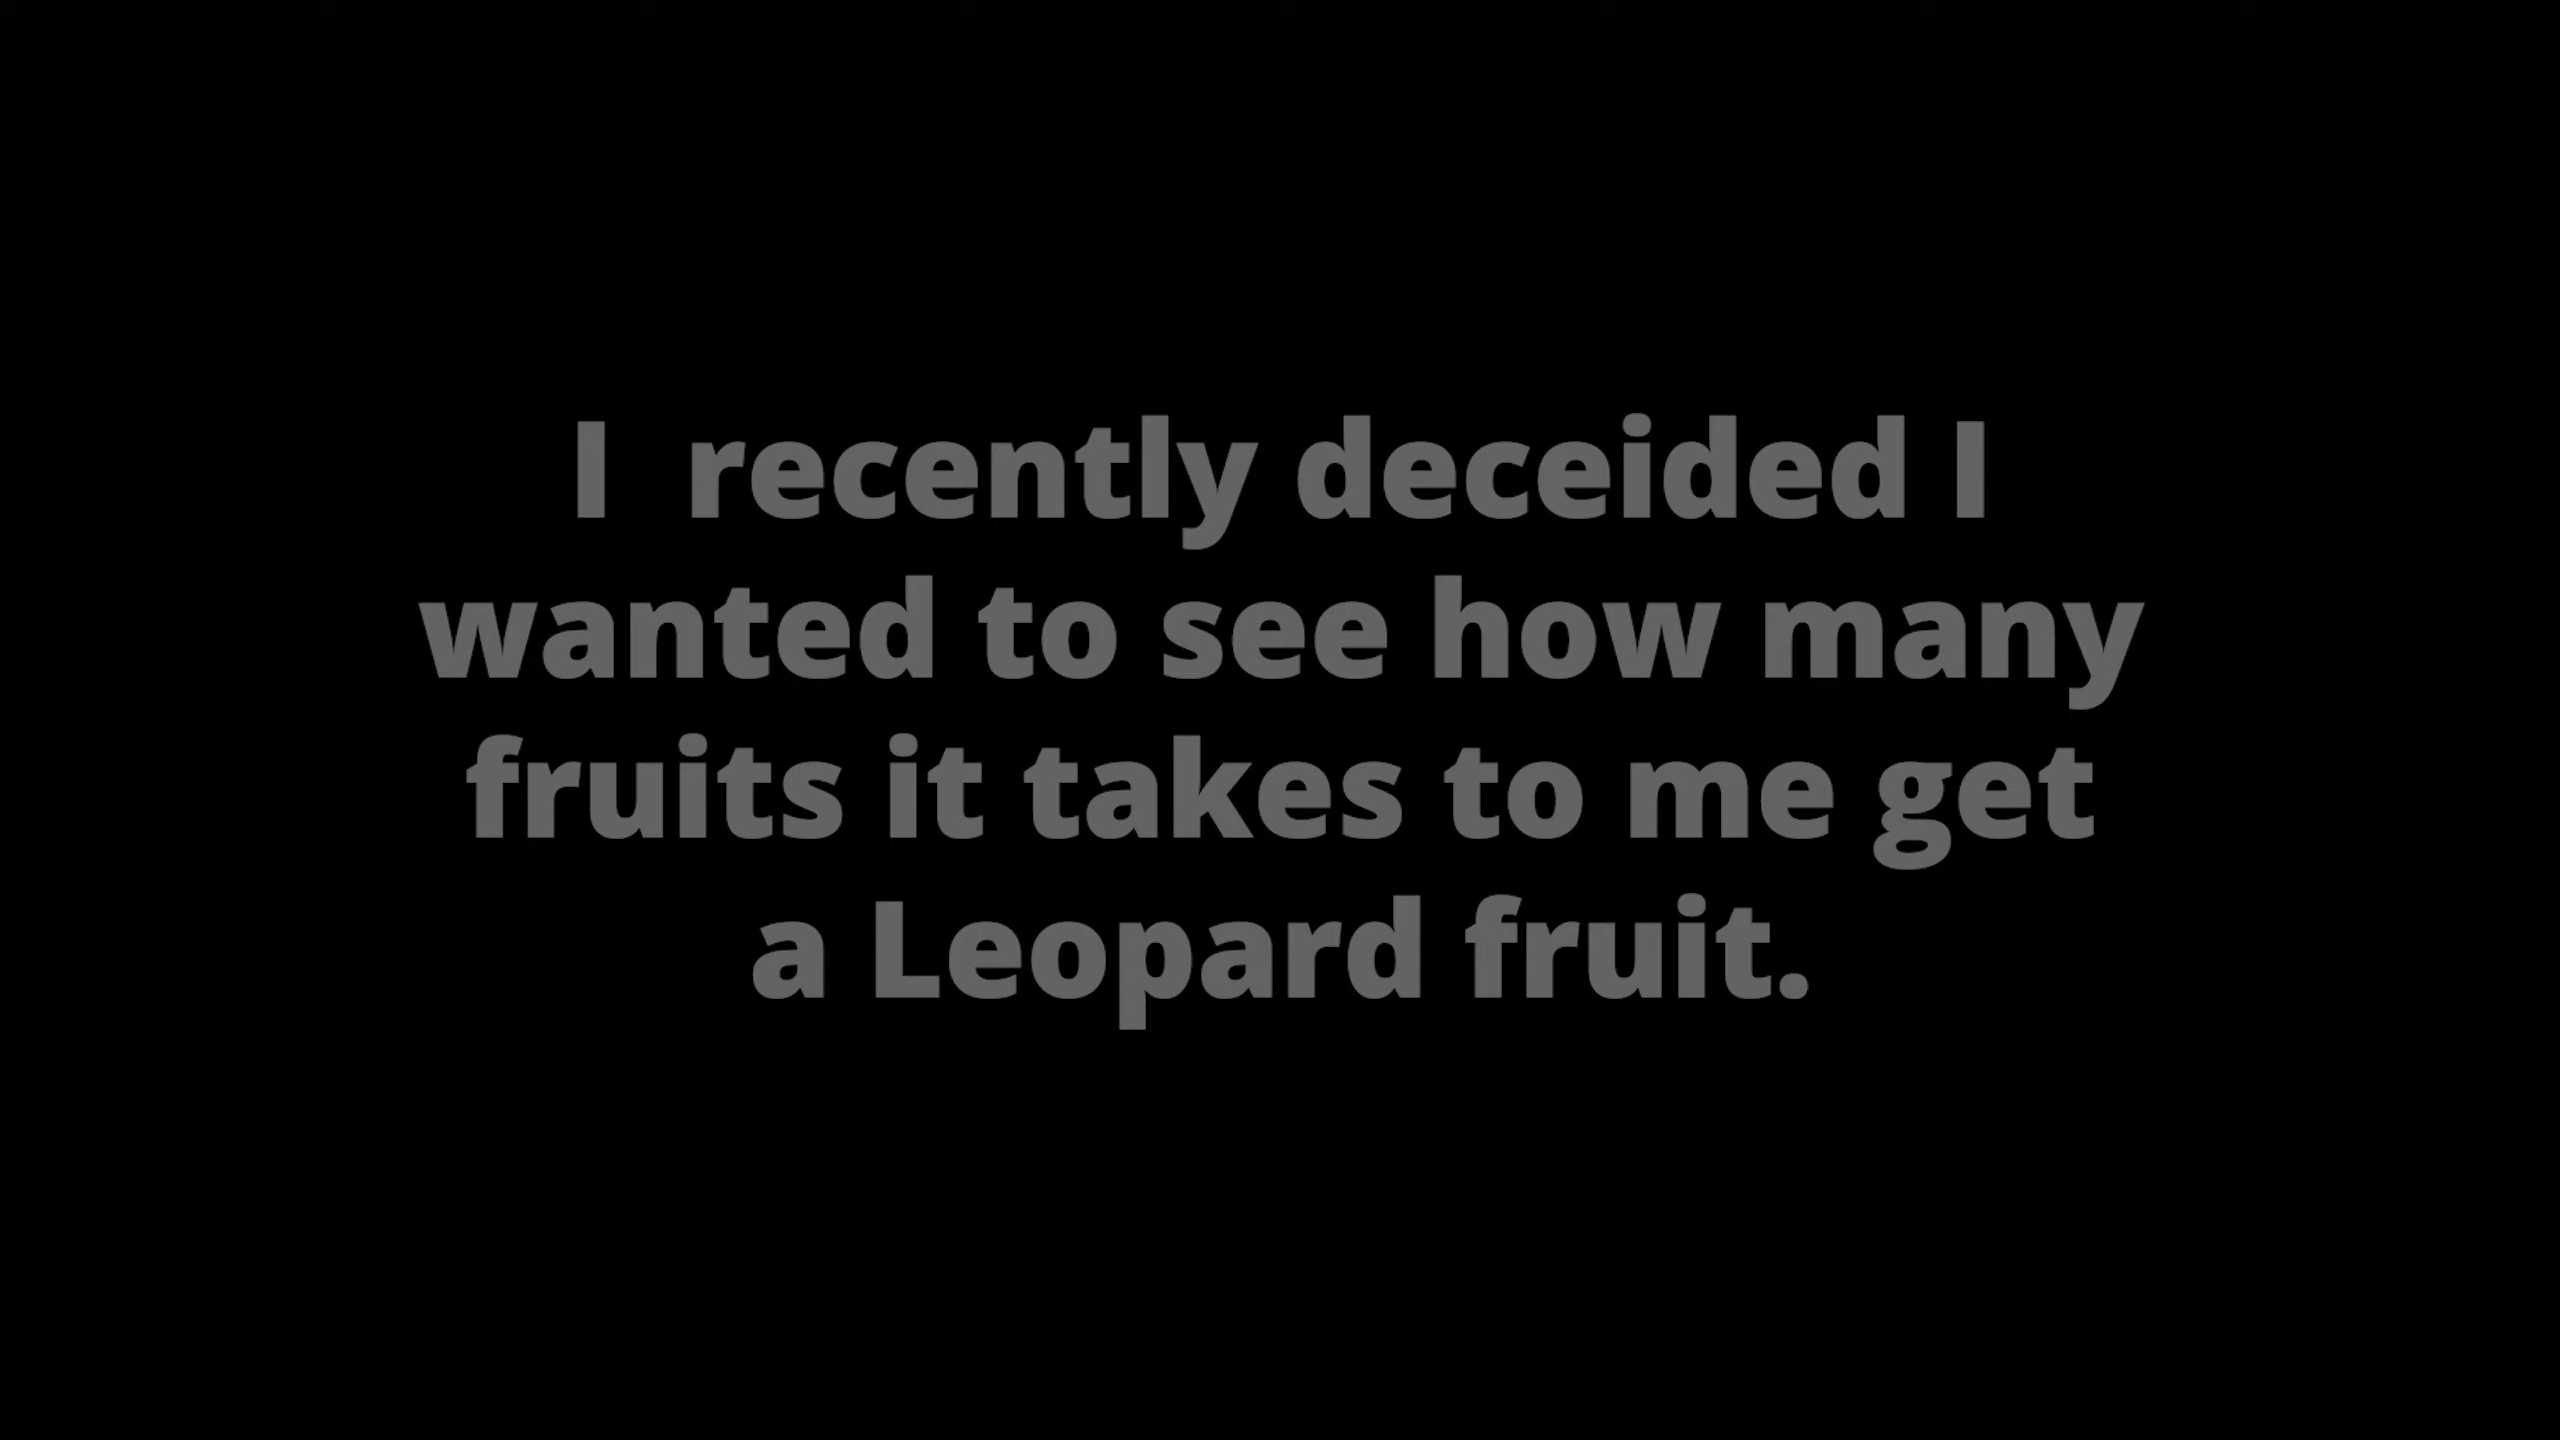 I  recently deceided I
wanted to see how many
fruits it takes to me get
a Leopard fruit.